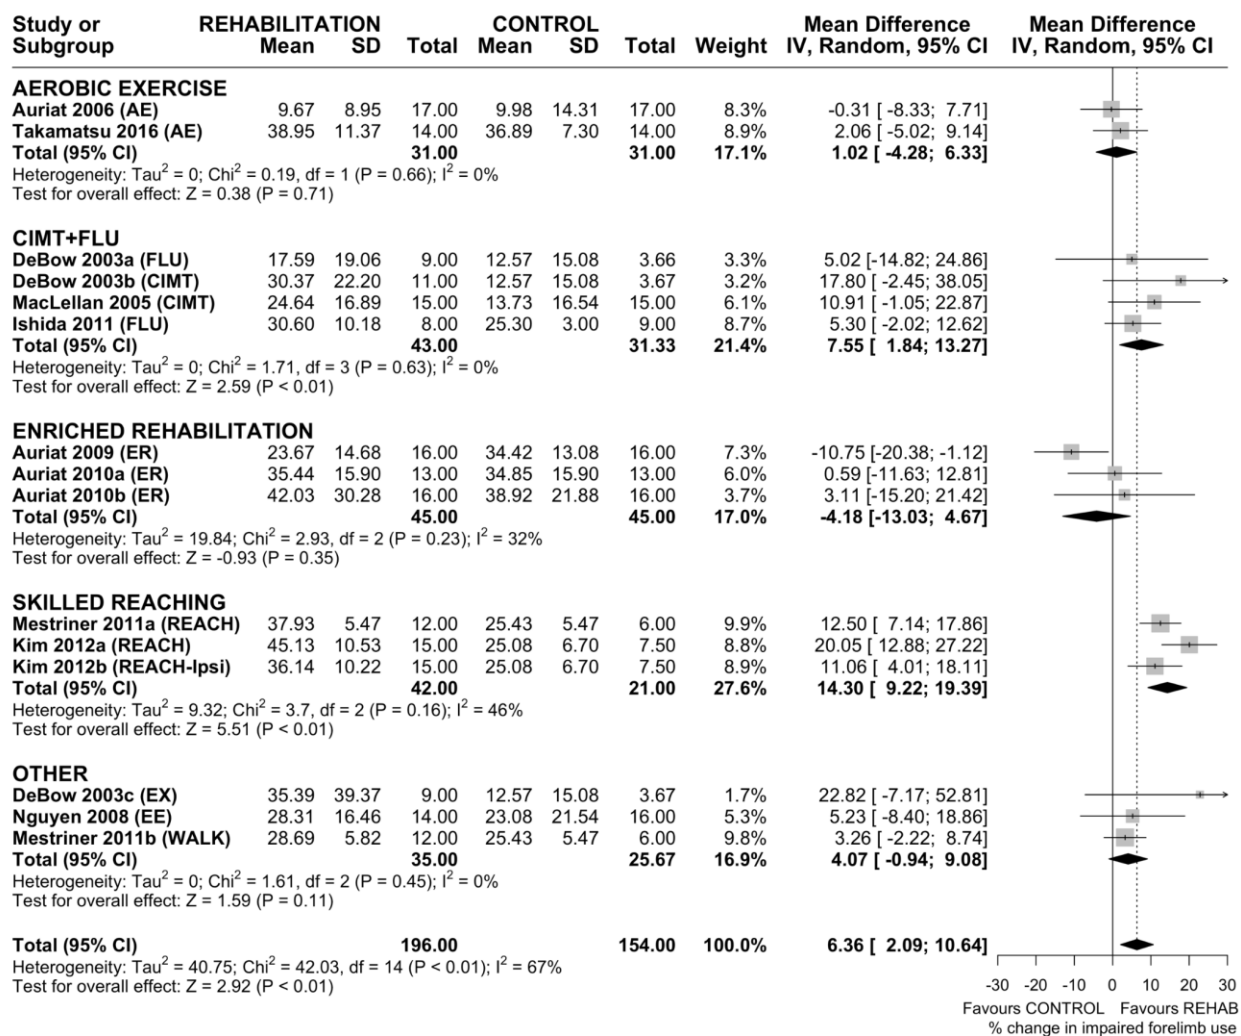 Study or REHABILITATION CONTROL Mean Difference Mean Difference
Subgroup Mean SD Total Mean SD Total Weight IV, Random, 95% CI IV, Random, 95% CI
AEROBIC EXERCISE
Auriat 2006 (AE) 9.67 8.95 17.00 9.98 14.31 17.00 8.3% -0.31 [ -8.33; 7.71]
Takamatsu 2016 (AE) 38.95 11.37 14.00 36.89 7.30 14.00 8.9% 2.06 [ -5.02; 9.14]
Total (95% CI) 31.00 31.00 17.1% 1.02 [ -4.28; 6.33]
Heterogeneity: Tau² = 0; Chi² = 0.19, df = 1 (P = 0.66); I² = 0%
Test for overall effect: Z = 0.38 (P = 0.71)
CIMT+FLU
DeBow 2003a (FLU) 17.59 19.06 9.00 12.57 15.08 3.66 3.3% 5.02 [-14.82; 24.86]
DeBow 2003b (CIMT) 30.37 22.20 11.00 12.57 15.08 3.67 3.2% 17.80 [ -2.45; 38.05]
MacLellan 2005 (CIMT) 24.64 16.89 15.00 13.73 16.54 15.00 6.1% 10.91 [ -1.05; 22.87]
Ishida 2011 (FLU) 30.60 10.18 8.00 25.30 3.00 9.00 8.7% 5.30 [ -2.02; 12.62]
Total (95% CI) 43.00 31.33 21.4% 7.55 [ 1.84; 13.27]
Heterogeneity: Tau² = 0; Chi² = 1.71, df = 3 (P = 0.63); I² = 0%
Test for overall effect: Z = 2.59 (P < 0.01)
ENRICHED REHABILITATION
Auriat 2009 (ER) 23.67 14.68 16.00 34.42 13.08 16.00 7.3% -10.75 [-20.38; -1.12]
Auriat 2010a (ER) 35.44 15.90 13.00 34.85 15.90 13.00 6.0% 0.59 [-11.63; 12.81]
Auriat 2010b (ER) 42.03 30.28 16.00 38.92 21.88 16.00 3.7% 3.11 [-15.20; 21.42]
Total (95% CI) 45.00 45.00 17.0% -4.18 [-13.03; 4.67]
Heterogeneity: Tau² = 19.84; Chi² = 2.93, df = 2 (P = 0.23); I² = 32%
Test for overall effect: Z = -0.93 (P = 0.35)
SKILLED REACHING
Mestriner 2011a (REACH) 37.93 5.47 12.00 25.43 5.47 6.00 9.9% 12.50 [ 7.14; 17.86]
Kim 2012a (REACH) 45.13 10.53 15.00 25.08 6.70 7.50 8.8% 20.05 [ 12.88; 27.22]
Kim 2012b (REACH-Ipsi) 36.14 10.22 15.00 25.08 6.70 7.50 8.9% 11.06 [ 4.01; 18.11]
Total (95% CI) 42.00 21.00 27.6% 14.30 [ 9.22; 19.39]
Heterogeneity: Tau² = 9.32; Chi² = 3.7, df = 2 (P = 0.16); I² = 46%
Test for overall effect: Z = 5.51 (P < 0.01)
OTHER
DeBow 2003c (EX) 35.39 39.37 9.00 12.57 15.08 3.67 1.7% 22.82 [ -7.17; 52.81]
Nguyen 2008 (EE) 28.31 16.46 14.00 23.08 21.54 16.00 5.3% 5.23 [ -8.40; 18.86]
Mestriner 2011b (WALK) 28.69 5.82 12.00 25.43 5.47 6.00 9.8% 3.26 [ -2.22; 8.74]
Total (95% CI) 35.00 25.67 16.9% 4.07 [ -0.94; 9.08]
Heterogeneity: Tau² = 0; Chi² = 1.61, df = 2 (P = 0.45); I² = 0%
Test for overall effect: Z = 1.59 (P = 0.11)
Total (95% CI) 196.00 154.00 100.0% 6.36 [ 2.09; 10.64]
Heterogeneity: Tau² = 40.75; Chi² = 42.03, df = 14 (P < 0.01); I² = 67%
Test for overall effect: Z = 2.92 (P < 0.01)
-30 -20 -10 0 10 20 30
Favours CONTROL Favours REHAB
% change in impaired forelimb use